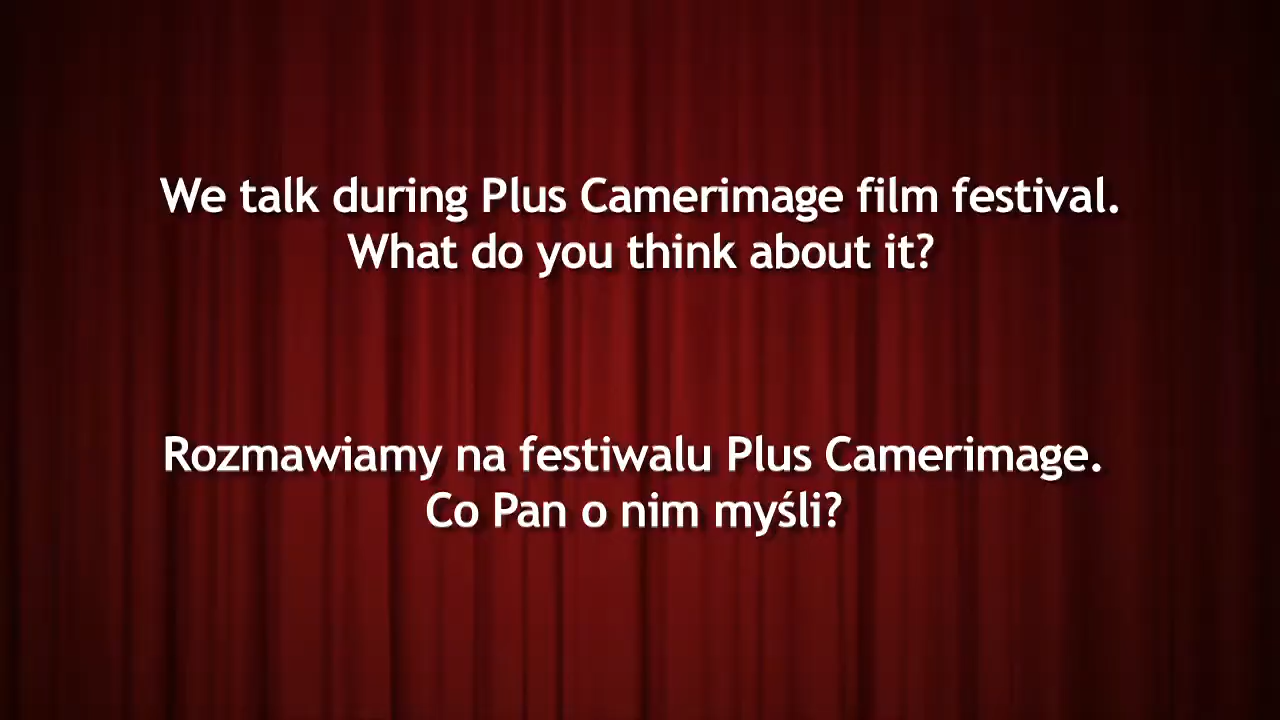 We talk during Plus Camerimage film festival.
What do you think about it?
Rozmawiamy na festiwalu Plus Camerimage.
Co Pan o nim myśli?